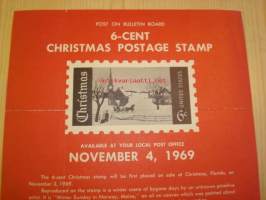 POST ON BULLETIN BOARD
6-CENT
CHRISTMAS POSTAGE STAMP
Christmas
6c UNITED STATES
AVAILABLE AT YOUR LOCAL POST OFFICE
NOVEMBER 4, 1969
The 6-cent Christmas stamp will be first placed on sale at Christmas, Florida, on
November 3, 1969.
Reproduced on the stamp is a winter scene of bygone days by an unknown primitive
artist. It is "Winter Sunday in Norway, Maine," an oil on canvas which was painted about